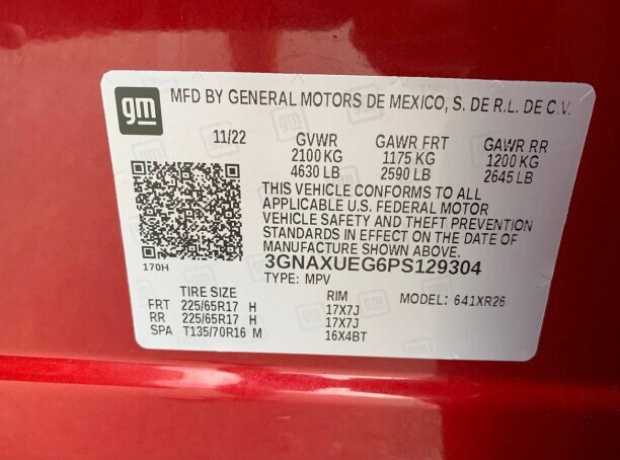 gm
MFD BY GENERAL MOTORS DE MEXICO, S. DE R.L. DE C.V.
11/22 GVWR GAWR FRT GAWR RR
2100 KG 1175 KG 1200 KG
4630 LB 2590 LB 2645 LB
THIS VEHICLE CONFORMS TO ALL
APPLICABLE U.S. FEDERAL MOTOR
VEHICLE SAFETY AND THEFT PREVENTION
STANDARDS IN EFFECT ON THE DATE OF
MANUFACTURE SHOWN ABOVE.
170H 3GNAXUEG6PS129304
TYPE: MPV
TIRE SIZE RIM MODEL: 641XR26
FRT 225/65R17 H 17X7J
RR 225/65R17 H 17X7J
SPA T135/70R16 M 16X4BT